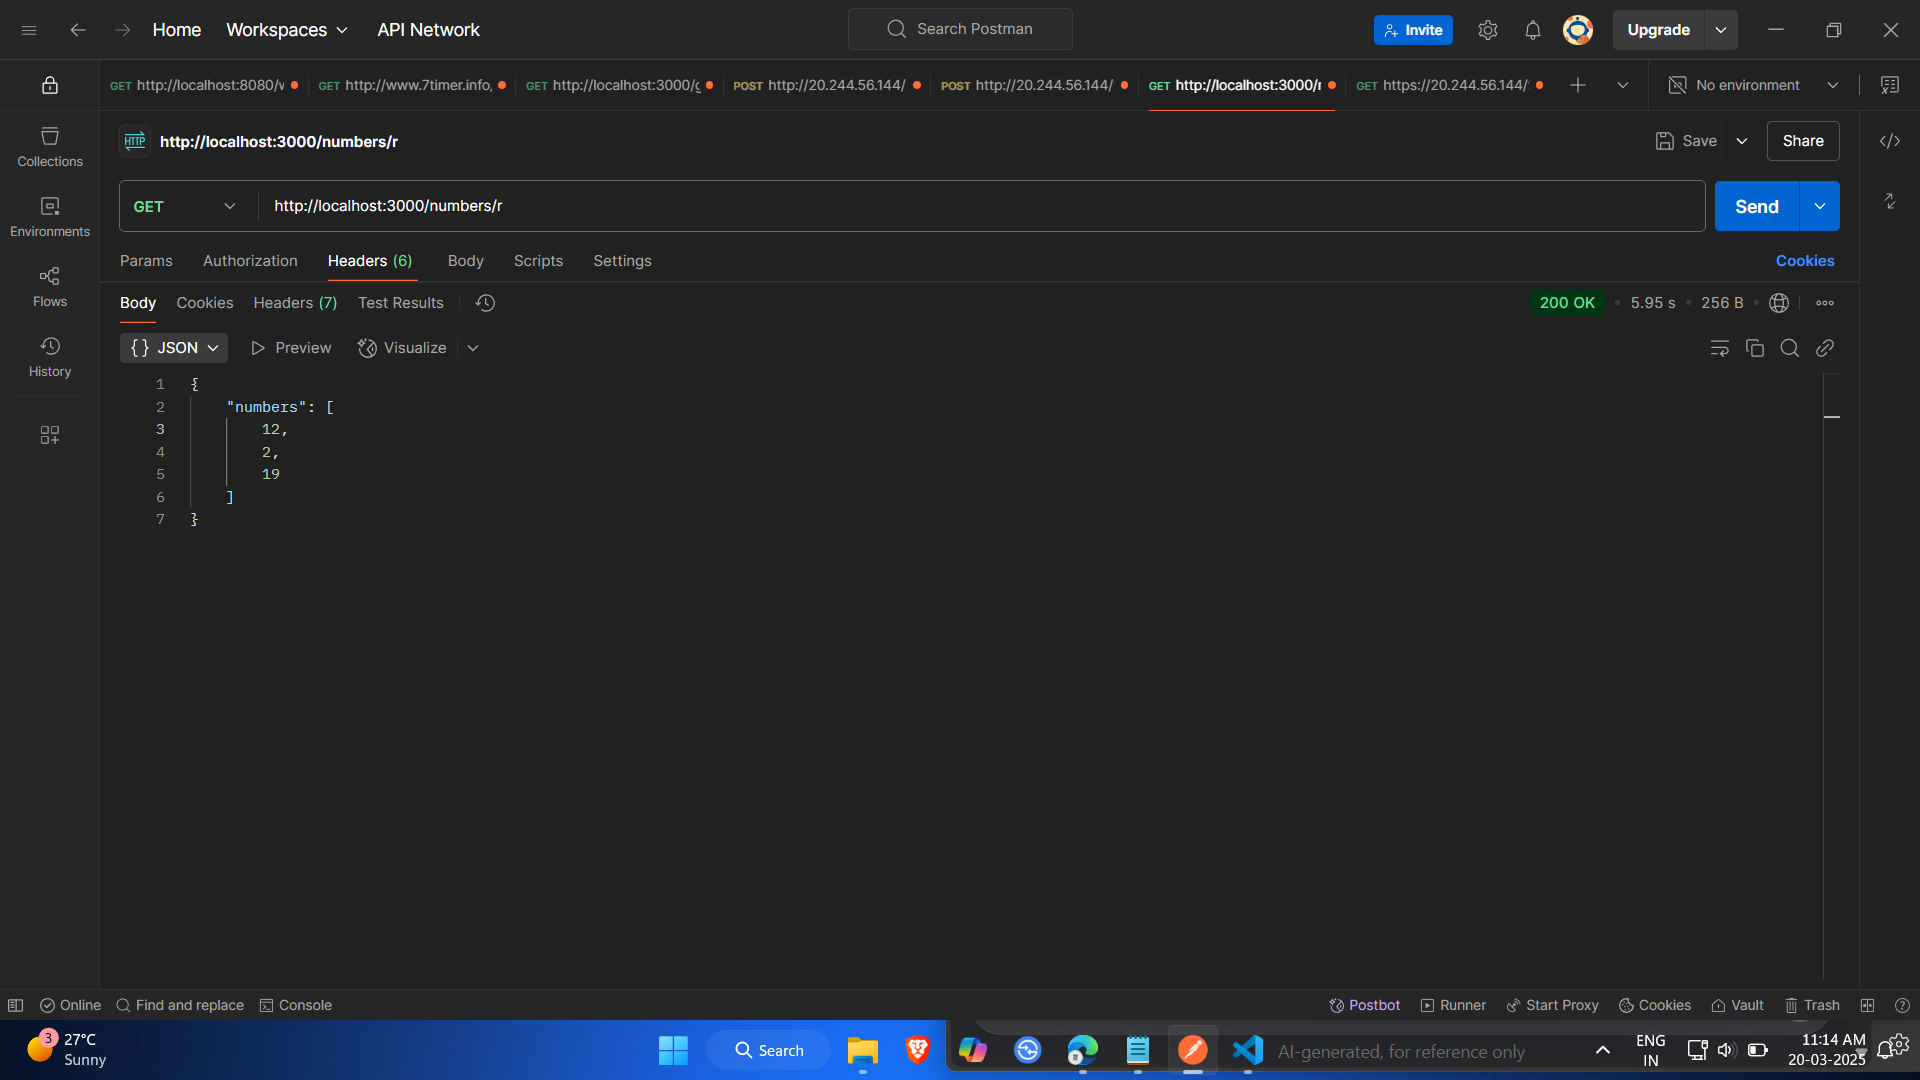 Home Workspaces API Network Search Postman Invite Upgrade
GET http://localhost:8080/v GET http://www.7timer.info, GET http://localhost:3000/g POST http://20.244.56.144/ POST http://20.244.56.144/ GET http://localhost:3000/r GET https://20.244.56.144/ No environment
Collections
Environments
Flows
History
HTTP http://localhost:3000/numbers/r Save Share
GET http://localhost:3000/numbers/r Send
Params Authorization Headers (6) Body Scripts Settings Cookies
Body Cookies Headers (7) Test Results 200 OK 5.95 s 256 B
{} JSON Preview Visualize
1 {
2 "numbers": [
3 12,
4 2,
5 19
6 ]
7 }
Online Find and replace Console Postbot Runner Start Proxy Cookies Vault Trash
3 27°C
Sunny
Search
AI-generated, for reference only
ENG
IN
11:14 AM
20-03-2025